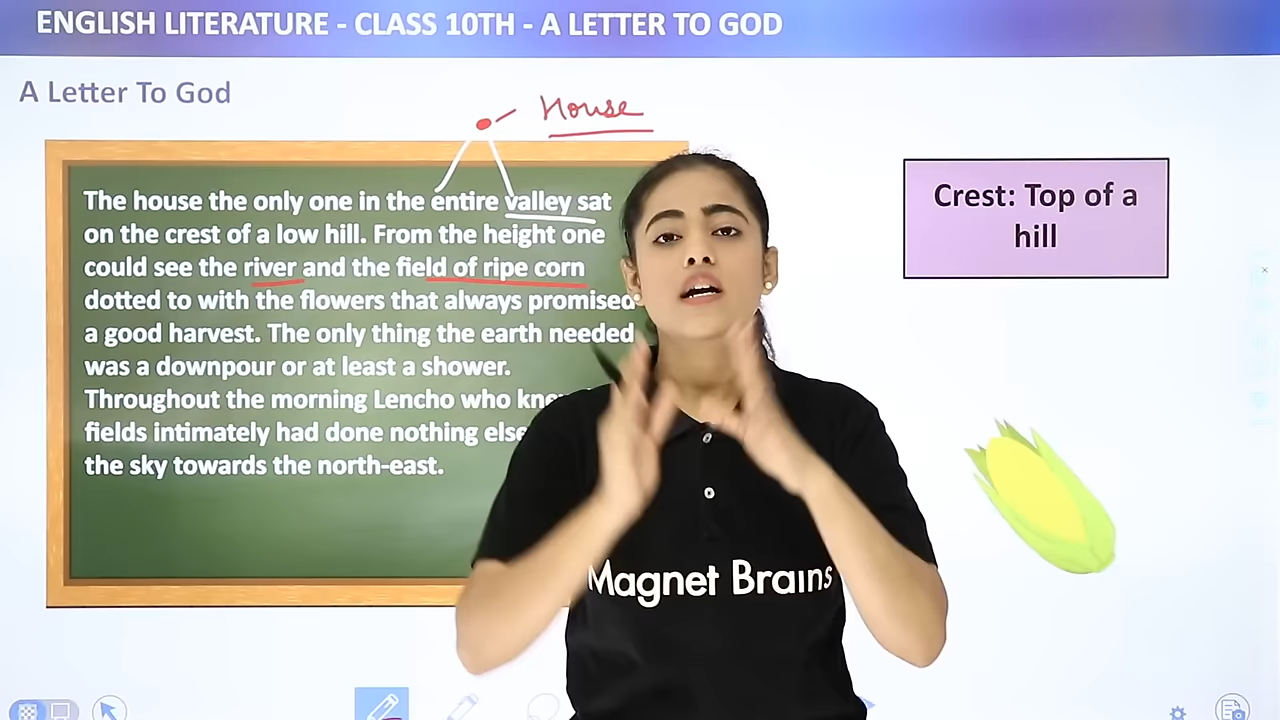 ENGLISH LITERATURE - CLASS 10TH - A LETTER TO GOD
A Letter To God
House
The house the only one in the entire valley sat
on the crest of a low hill. From the height one
could see the river and the field of ripe corn
dotted to with the flowers that always promised
a good harvest. The only thing the earth needed
was a downpour or at least a shower.
Throughout the morning Lencho who
fields intimately had done nothing else
the sky towards the north-east.
Crest: Top of a
hill
Magnet Brains